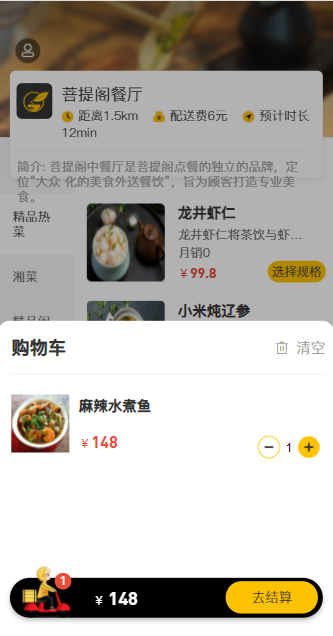 菩提阁餐厅
距离1.5km 配送费6元 预计时长
12min
简介: 菩提阁中餐厅是菩提阁点餐的独立的品牌，定
位“大众 化的美食外送餐饮”，旨为顾客打造专业美
食。
精品热
菜
龙井虾仁
龙井虾仁将茶饮与虾…
月销0
¥99.8
选择规格
湘菜
小米炖辽参
购物车
清空
麻辣水煮鱼
¥148
1
1
¥ 148
去结算